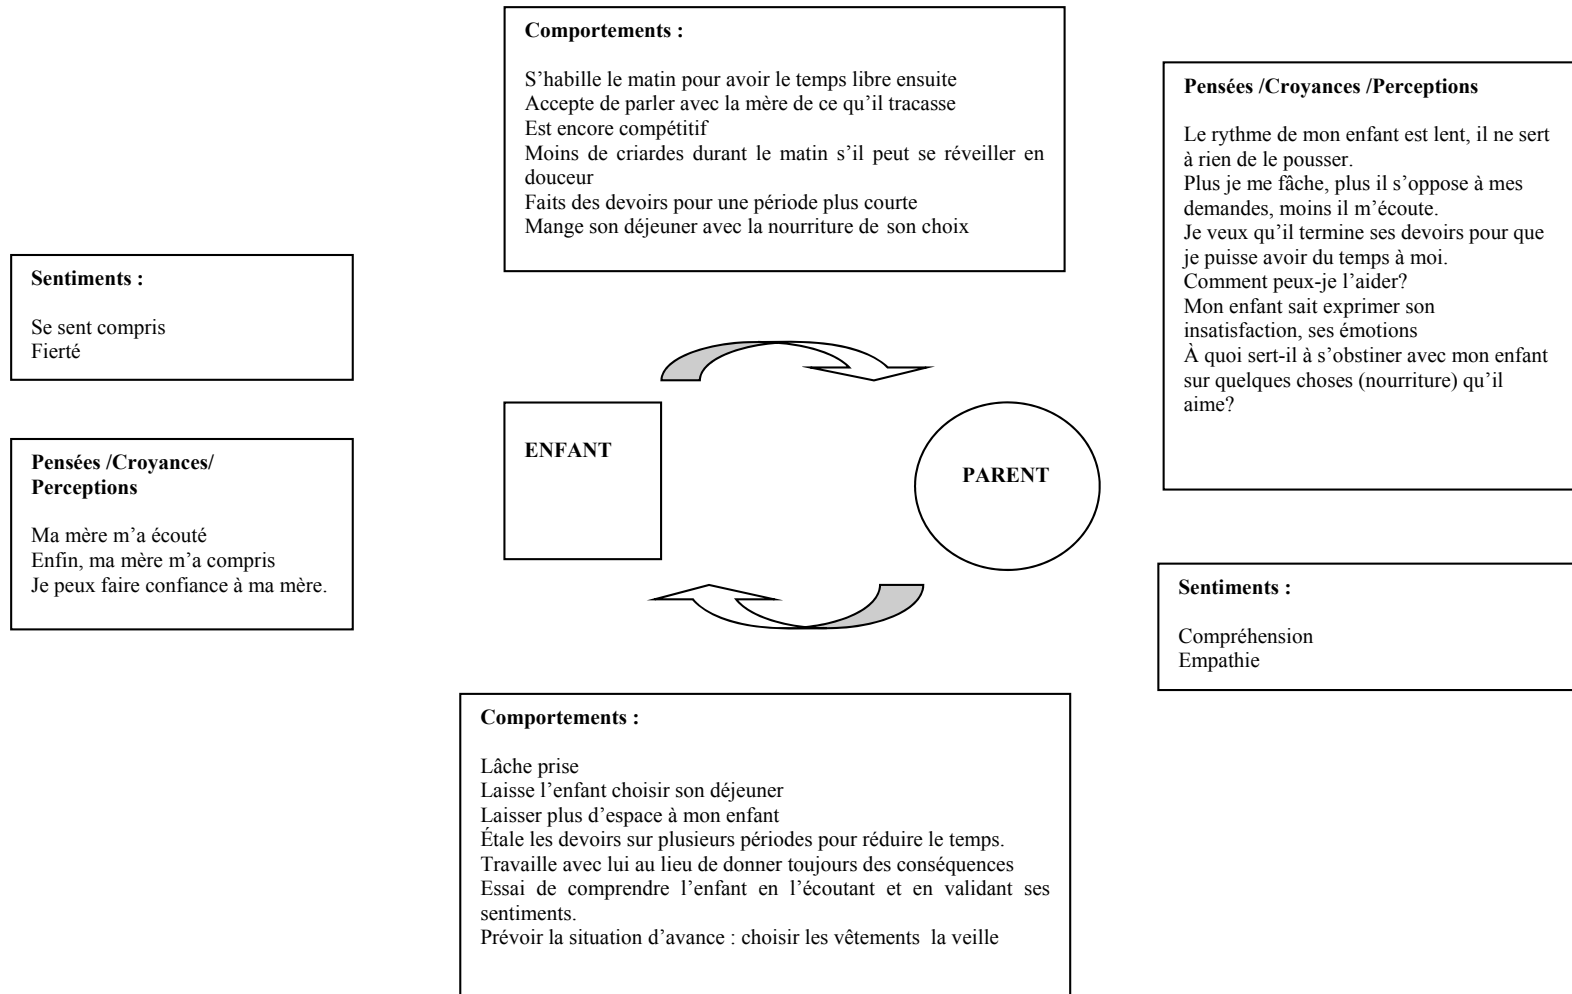 Comportements :
S’habille le matin pour avoir le temps libre ensuite
Accepte de parler avec la mère de ce qu’il tracasse
Est encore compétitif
Moins de criardes durant le matin s’il peut se réveiller en
douceur
Faits des devoirs pour une période plus courte
Mange son déjeuner avec la nourriture de son choix
Pensées /Croyances /Perceptions
Le rythme de mon enfant est lent, il ne sert
à rien de le pousser.
Plus je me fâche, plus il s’oppose à mes
demandes, moins il m’écoute.
Je veux qu’il termine ses devoirs pour que
je puisse avoir du temps à moi.
Comment peux-je l’aider?
Mon enfant sait exprimer son
insatisfaction, ses émotions
À quoi sert-il à s’obstiner avec mon enfant
sur quelques choses (nourriture) qu’il
aime?
Sentiments :
Se sent compris
Fierté
Pensées /Croyances/
Perceptions
Ma mère m’a écouté
Enfin, ma mère m’a compris
Je peux faire confiance à ma mère.
ENFANT
PARENT
Sentiments :
Compréhension
Empathie
Comportements :
Lâche prise
Laisse l’enfant choisir son déjeuner
Laisser plus d’espace à mon enfant
Étale les devoirs sur plusieurs périodes pour réduire le temps.
Travaille avec lui au lieu de donner toujours des conséquences
Essai de comprendre l’enfant en l’écoutant et en validant ses
sentiments.
Prévoir la situation d’avance : choisir les vêtements la veille